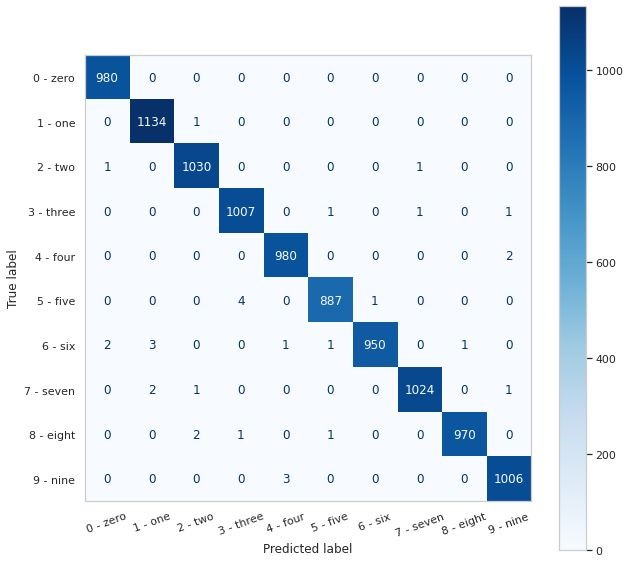 0 - zero 980 0 0 0 0 0 0 0 0 0
1 - one 0 1134 1 0 0 0 0 0 0 0
2 - two 1 0 1030 0 0 0 0 1 0 0
3 - three 0 0 0 1007 0 1 0 1 0 1
4 - four 0 0 0 0 980 0 0 0 0 2
5 - five 0 0 0 4 0 887 1 0 0 0
6 - six 2 3 0 0 1 1 950 0 1 0
7 - seven 0 2 1 0 0 0 0 1024 0 1
8 - eight 0 0 2 1 0 1 0 0 970 0
9 - nine 0 0 0 0 3 0 0 0 0 1006
0 - zero 1 - one 2 - two 3 - three 4 - four 5 - five 6 - six 7 - seven 8 - eight 9 - nine
Predicted label
True label
1000
800
600
400
200
0